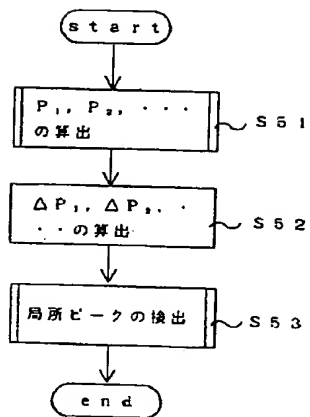 start
P₁, P₂, ・・・
の算出
S51
ΔP₁, ΔP₂, ・
・・の算出
S52
局所ピークの検出
S53
end